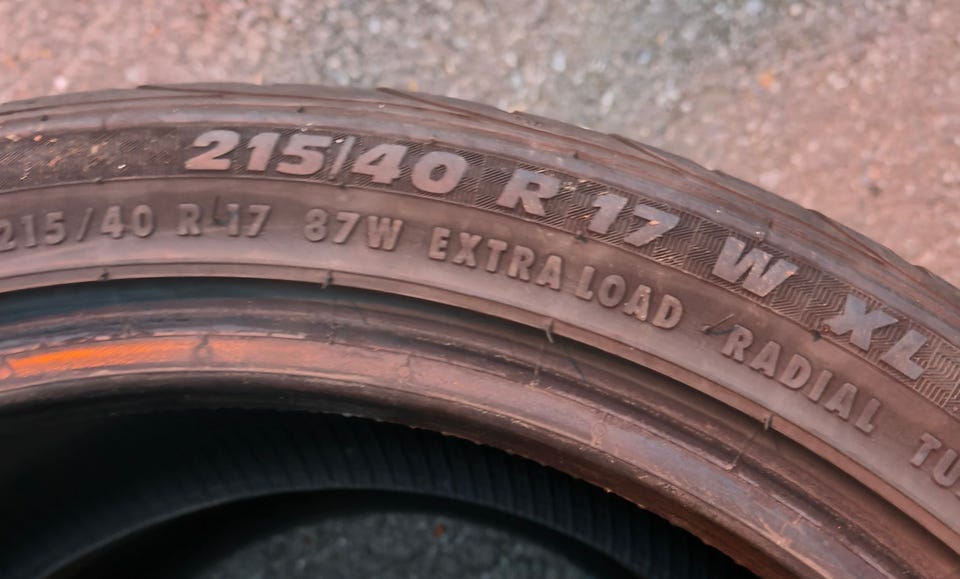 215/40 R 17 W XL
215/40 R 17 87W EXTRA LOAD RADIAL